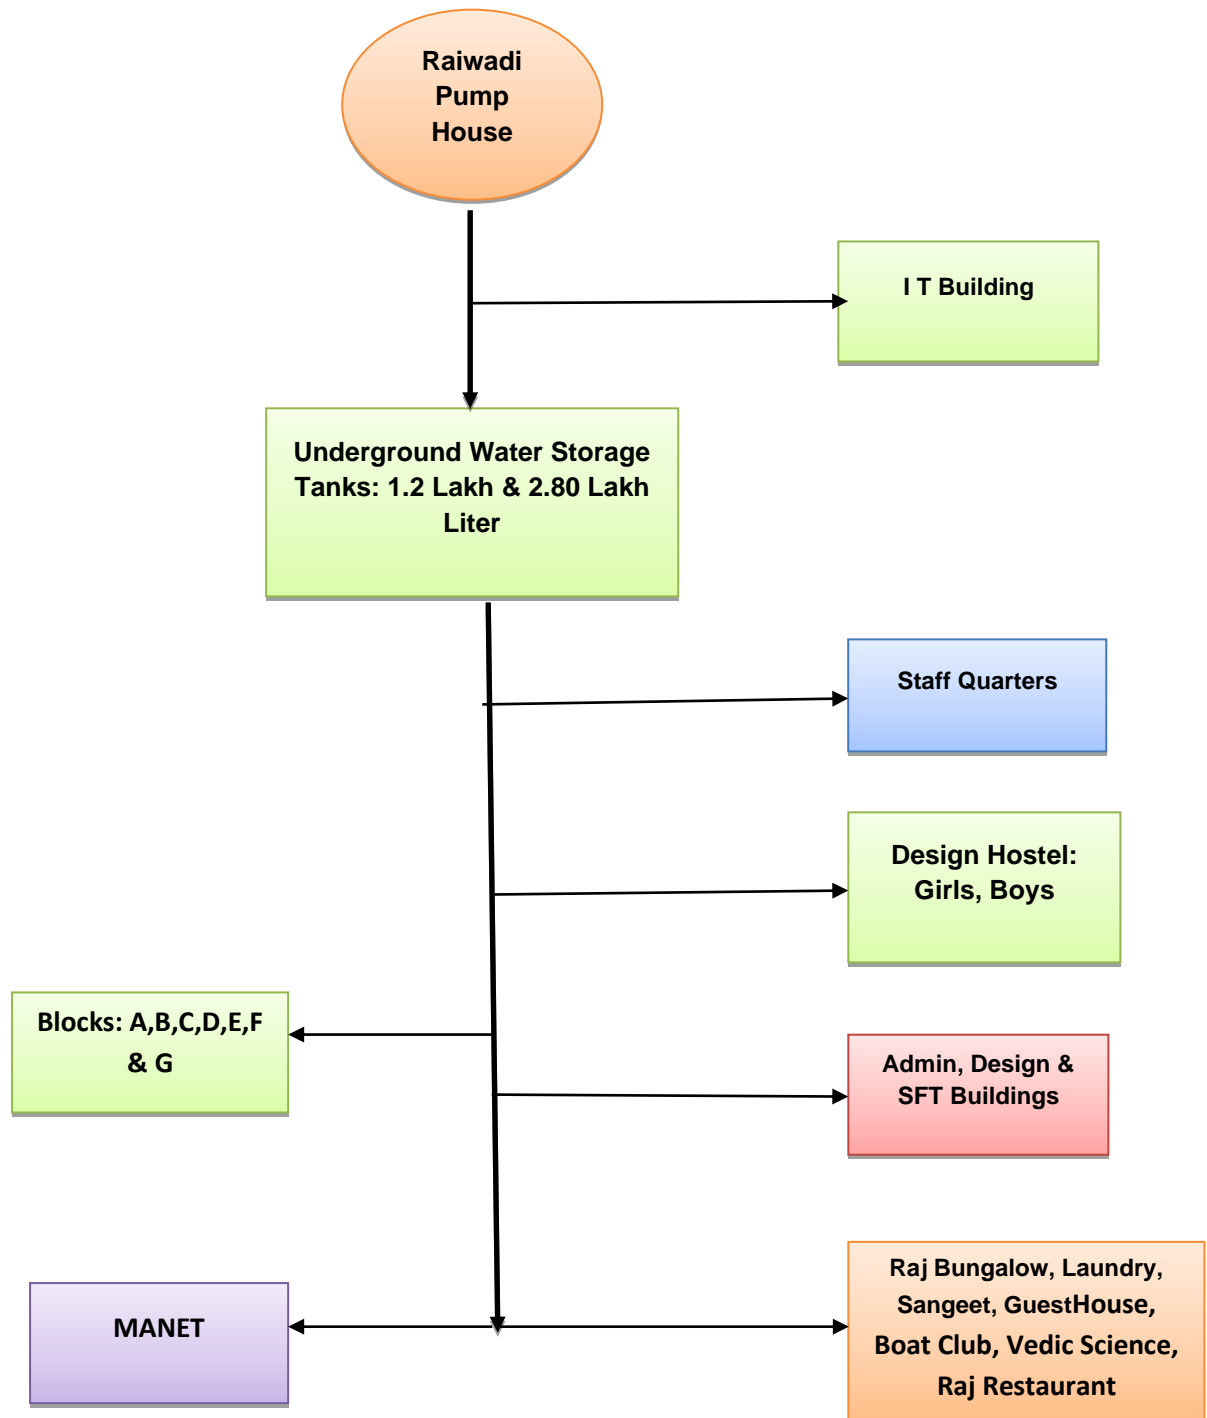 Raiwadi
Pump
House
I T Building
Underground Water Storage
Tanks: 1.2 Lakh & 2.80 Lakh
Liter
Staff Quarters
Design Hostel:
Girls, Boys
Blocks: A,B,C,D,E,F
& G
Admin, Design &
SFT Buildings
MANET
Raj Bungalow, Laundry,
Sangeet, GuestHouse,
Boat Club, Vedic Science,
Raj Restaurant